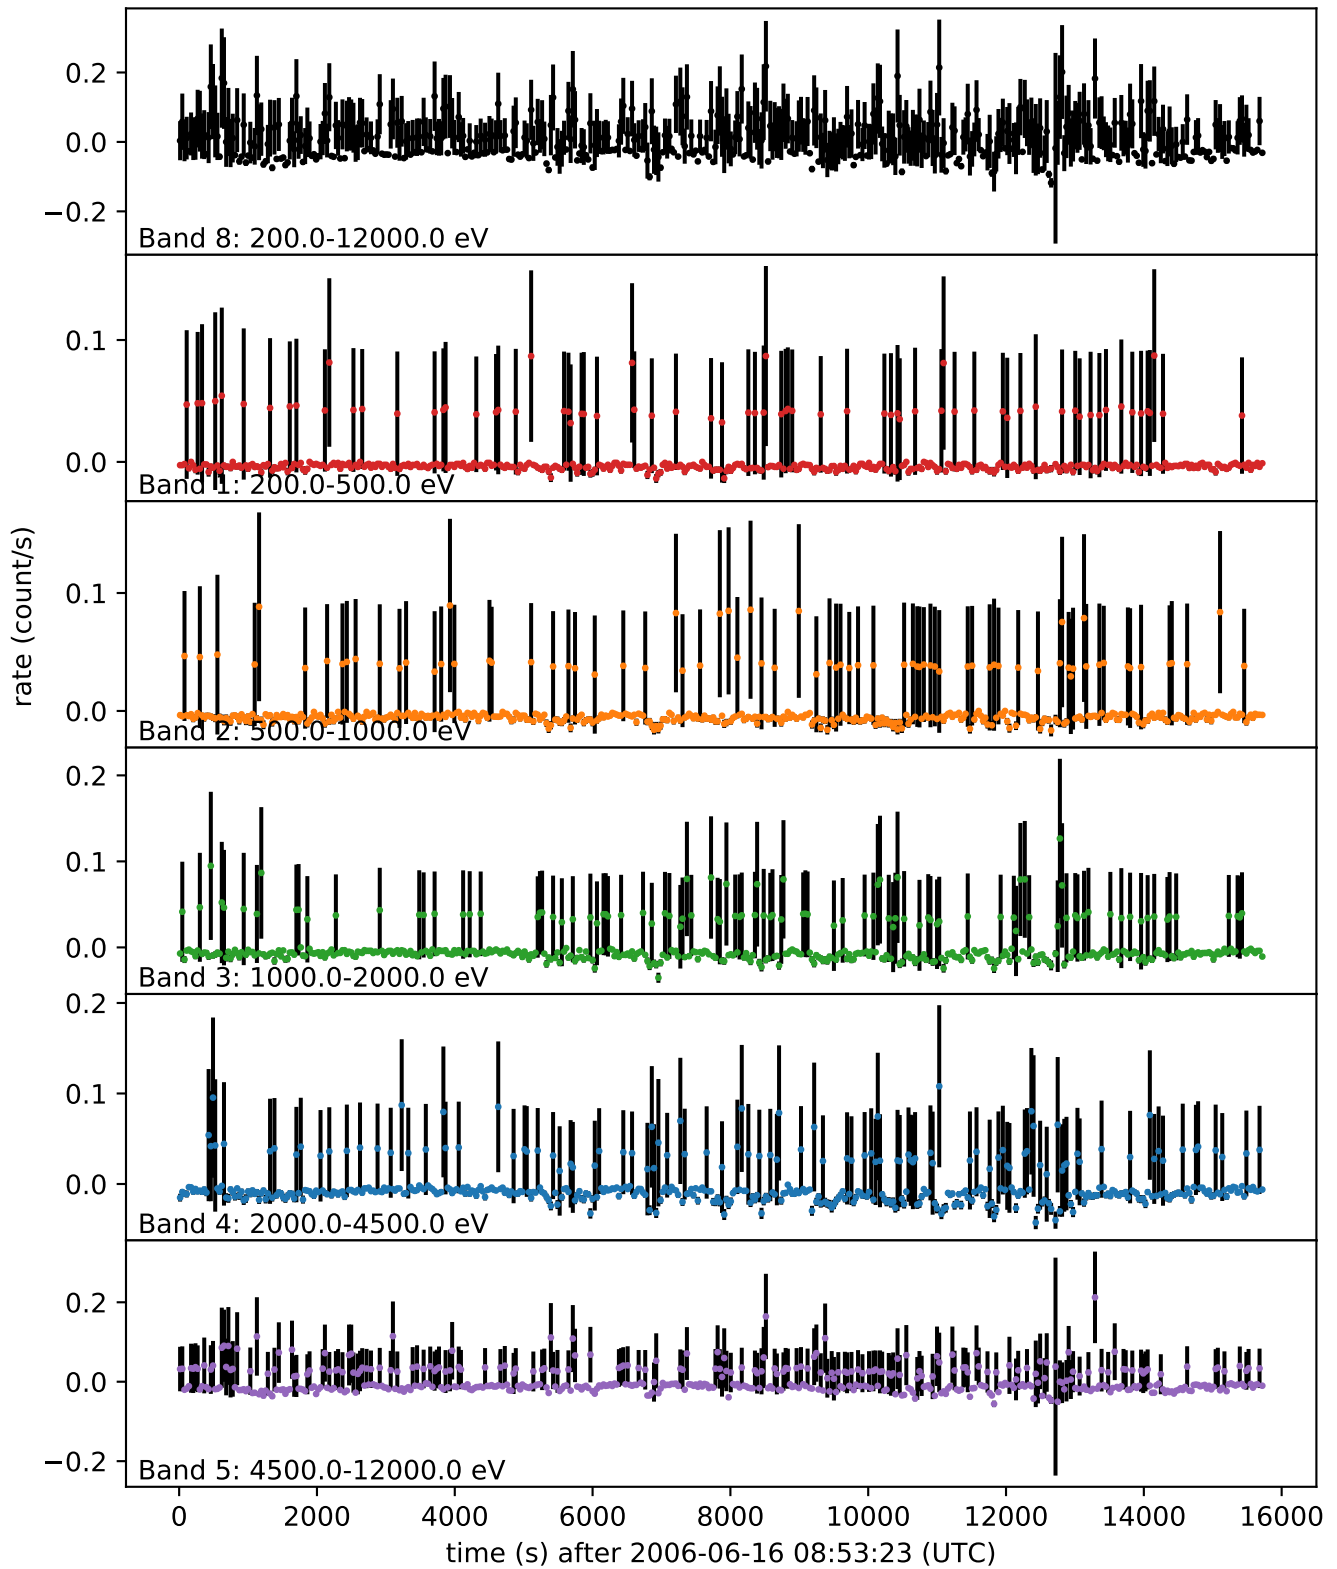 0.2
0.0
−0.2
Band 8: 200.0-12000.0 eV
0.1
0.0
Band 1: 200.0-500.0 eV
0.1
0.0
Band 2: 500.0-1000.0 eV
rate (count/s)
0.2
0.1
0.0
Band 3: 1000.0-2000.0 eV
0.2
0.1
0.0
Band 4: 2000.0-4500.0 eV
0.2
0.0
−0.2
Band 5: 4500.0-12000.0 eV
0 2000 4000 6000 8000 10000 12000 14000 16000
time (s) after 2006-06-16 08:53:23 (UTC)